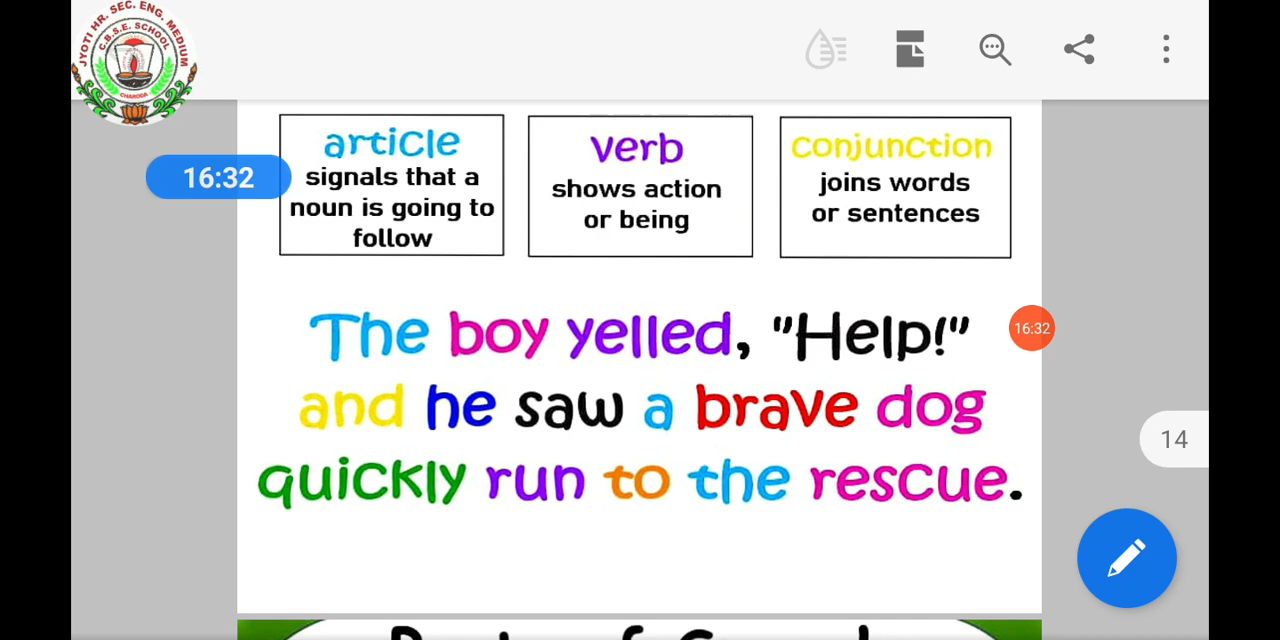 JYOTI HR. SEC. ENG. MEDIUM
C.B.S.E. SCHOOL
CHARODA
16:32
article
signals that a
noun is going to
follow
verb
shows action
or being
conjunction
joins words
or sentences
The boy yelled, "Help!"
and he saw a brave dog
quickly run to the rescue.
16:32
14